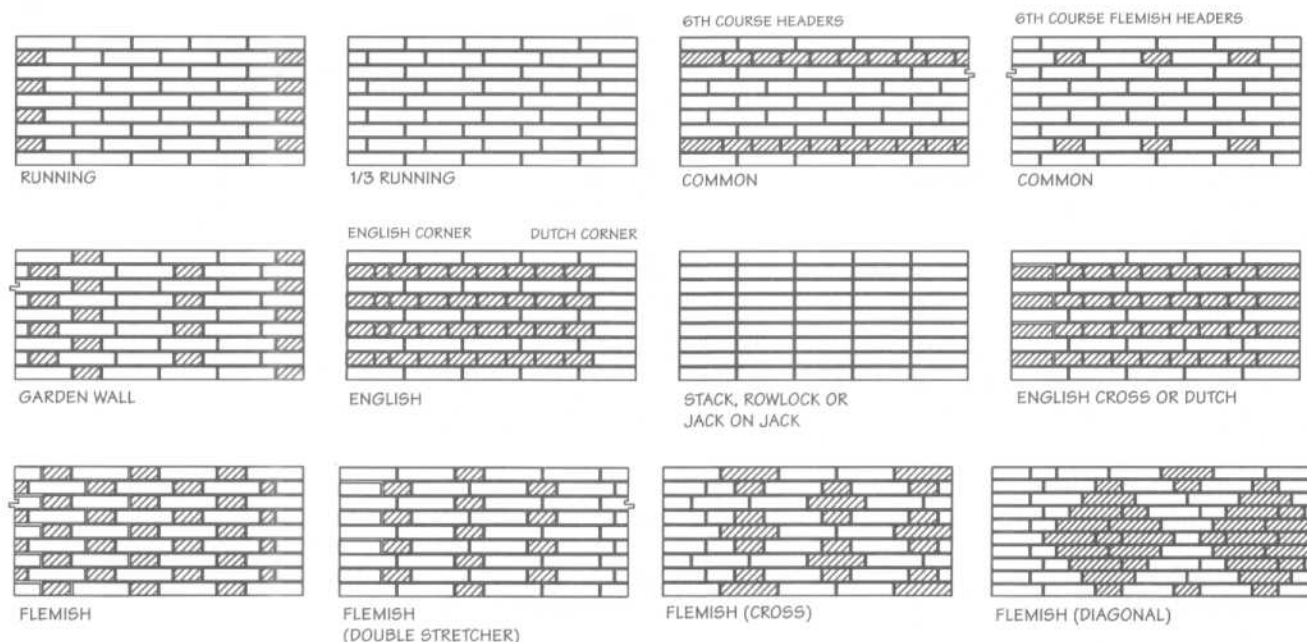 6TH COURSE HEADERS
6TH COURSE FLEMISH HEADERS
RUNNING
1/3 RUNNING
COMMON
COMMON
ENGLISH CORNER
DUTCH CORNER
GARDEN WALL
ENGLISH
STACK, ROWLOCK OR
JACK ON JACK
ENGLISH CROSS OR DUTCH
FLEMISH
FLEMISH
(DOUBLE STRETCHER)
FLEMISH (CROSS)
FLEMISH (DIAGONAL)